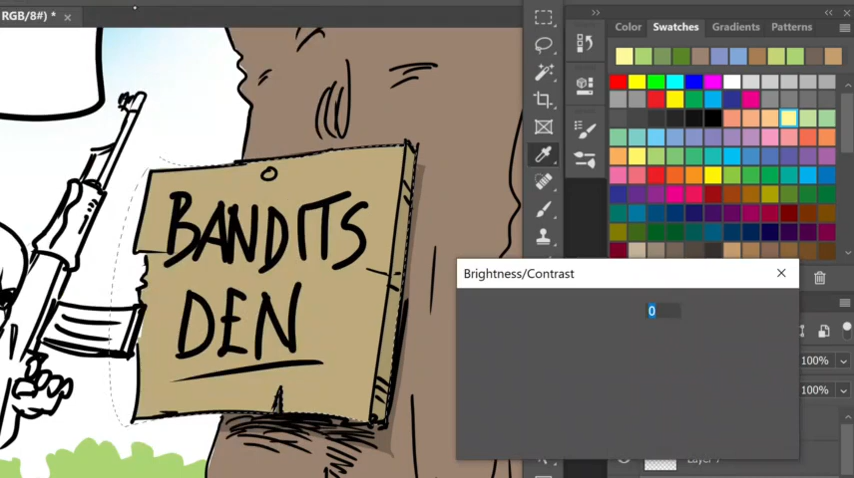 RGB/8#) *
Color Swatches Gradients Patterns
BANDITS
DEN
Brightness/Contrast
0
100%
100%